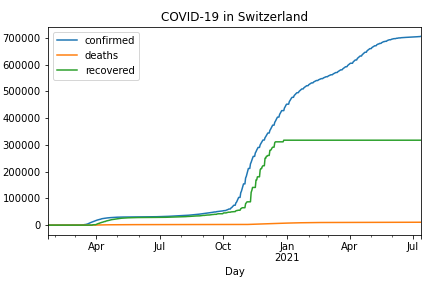 COVID-19 in Switzerland
confirmed
deaths
recovered
700000
600000
500000
400000
300000
200000
100000
0
Apr Jul Oct Jan Apr Jul
2021
Day